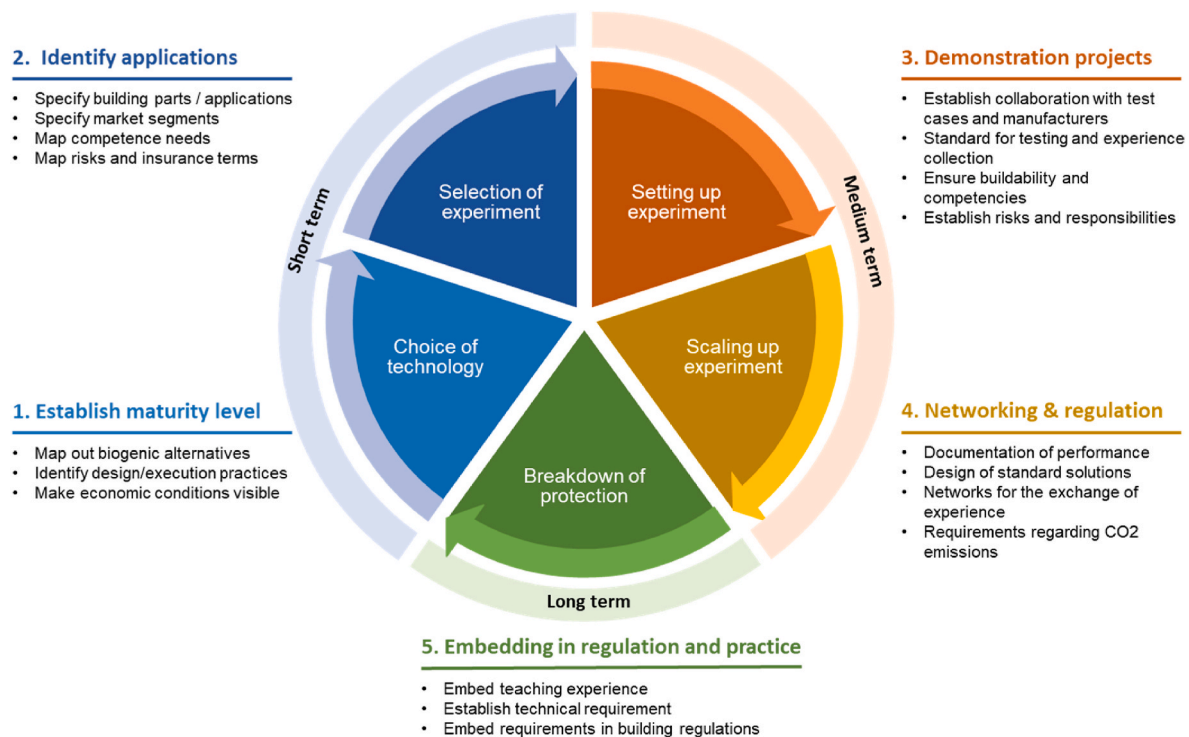 2. Identify applications
• Specify building parts / applications
• Specify market segments
• Map competence needs
• Map risks and insurance terms
3. Demonstration projects
• Establish collaboration with test
cases and manufacturers
• Standard for testing and experience
collection
• Ensure buildability and
competencies
• Establish risks and responsibilities
Short term
Medium term
Selection of
experiment
Setting up
experiment
Choice of
technology
Scaling up
experiment
Breakdown of
protection
Long term
1. Establish maturity level
• Map out biogenic alternatives
• Identify design/execution practices
• Make economic conditions visible
4. Networking & regulation
• Documentation of performance
• Design of standard solutions
• Networks for the exchange of
experience
• Requirements regarding CO2
emissions
5. Embedding in regulation and practice
• Embed teaching experience
• Establish technical requirement
• Embed requirements in building regulations